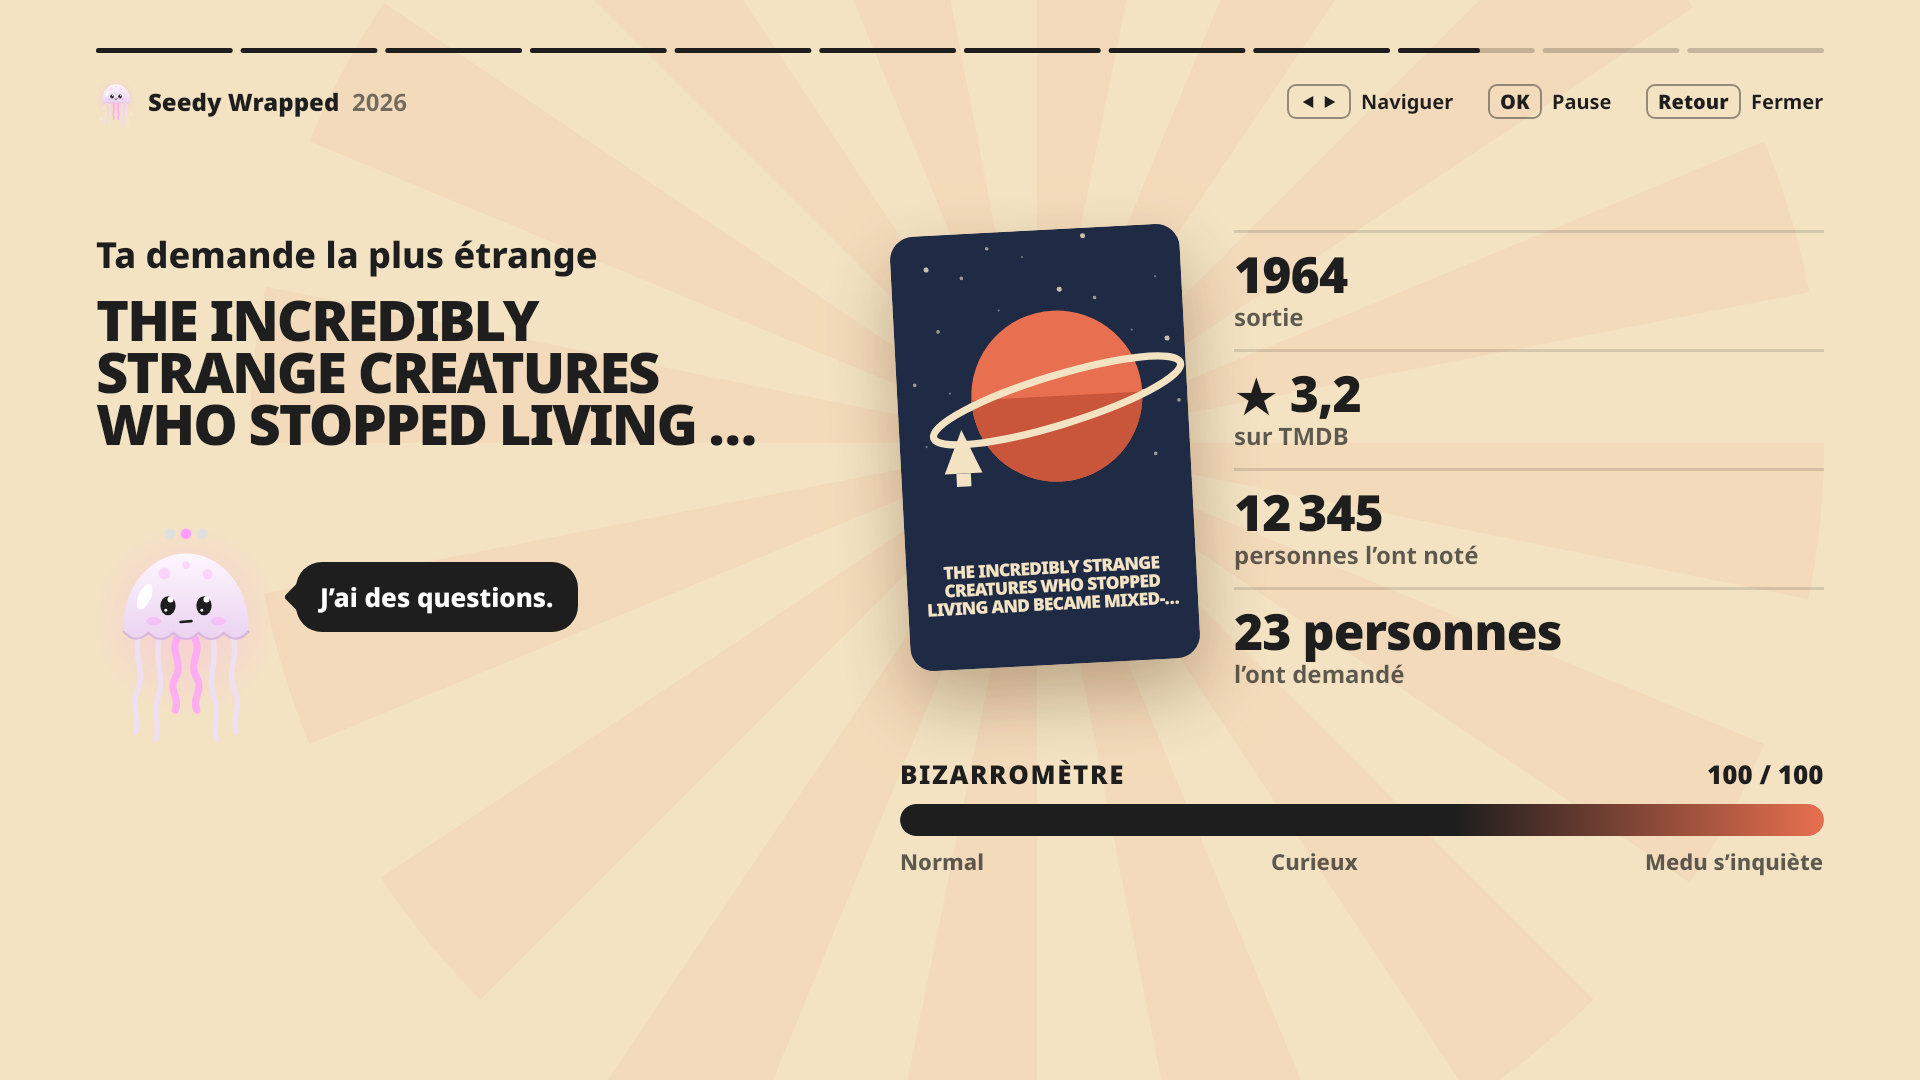 Seedy Wrapped 2026
◀ ▶ Naviguer OK Pause Retour Fermer
Ta demande la plus étrange
THE INCREDIBLY
STRANGE CREATURES
WHO STOPPED LIVING …
J’ai des questions.
THE INCREDIBLY STRANGE
CREATURES WHO STOPPED
LIVING AND BECAME MIXED-…
1964
sortie
★ 3,2
sur TMDB
12 345
personnes l’ont noté
23 personnes
l’ont demandé
BIZARROMÈTRE 100 / 100
Normal Curieux Medu s’inquiète